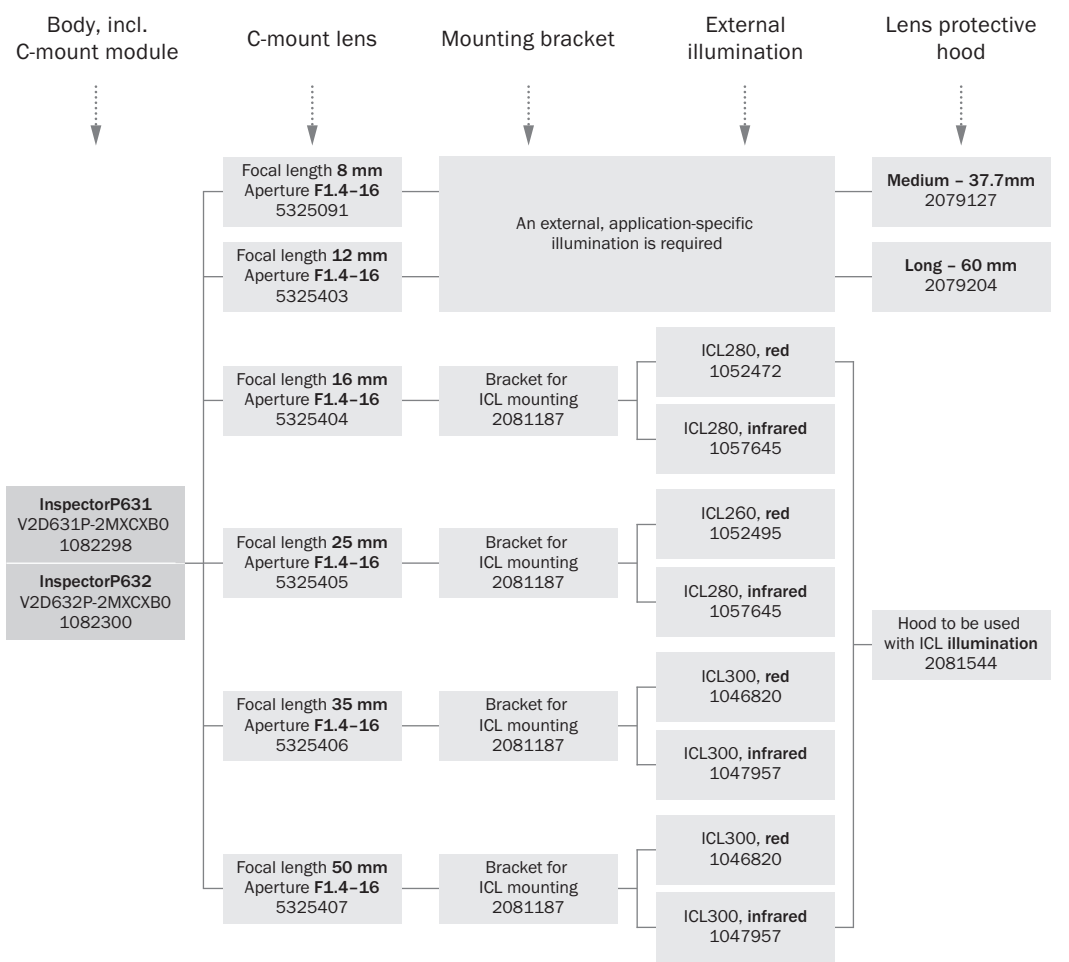 Body, incl.
C-mount module
C-mount lens
Mounting bracket
External
illumination
Lens protective
hood
Focal length 8 mm
Aperture F1.4–16
5325091
An external, application-specific
illumination is required
Medium – 37.7mm
2079127
Focal length 12 mm
Aperture F1.4–16
5325403
Long – 60 mm
2079204
Focal length 16 mm
Aperture F1.4–16
5325404
Bracket for
ICL mounting
2081187
ICL280, red
1052472
ICL280, infrared
1057645
InspectorP631
V2D631P-2MXCXB0
1082298
InspectorP632
V2D632P-2MXCXB0
1082300
Focal length 25 mm
Aperture F1.4–16
5325405
Bracket for
ICL mounting
2081187
ICL260, red
1052495
ICL280, infrared
1057645
Hood to be used
with ICL illumination
2081544
Focal length 35 mm
Aperture F1.4–16
5325406
Bracket for
ICL mounting
2081187
ICL300, red
1046820
ICL300, infrared
1047957
Focal length 50 mm
Aperture F1.4–16
5325407
Bracket for
ICL mounting
2081187
ICL300, red
1046820
ICL300, infrared
1047957